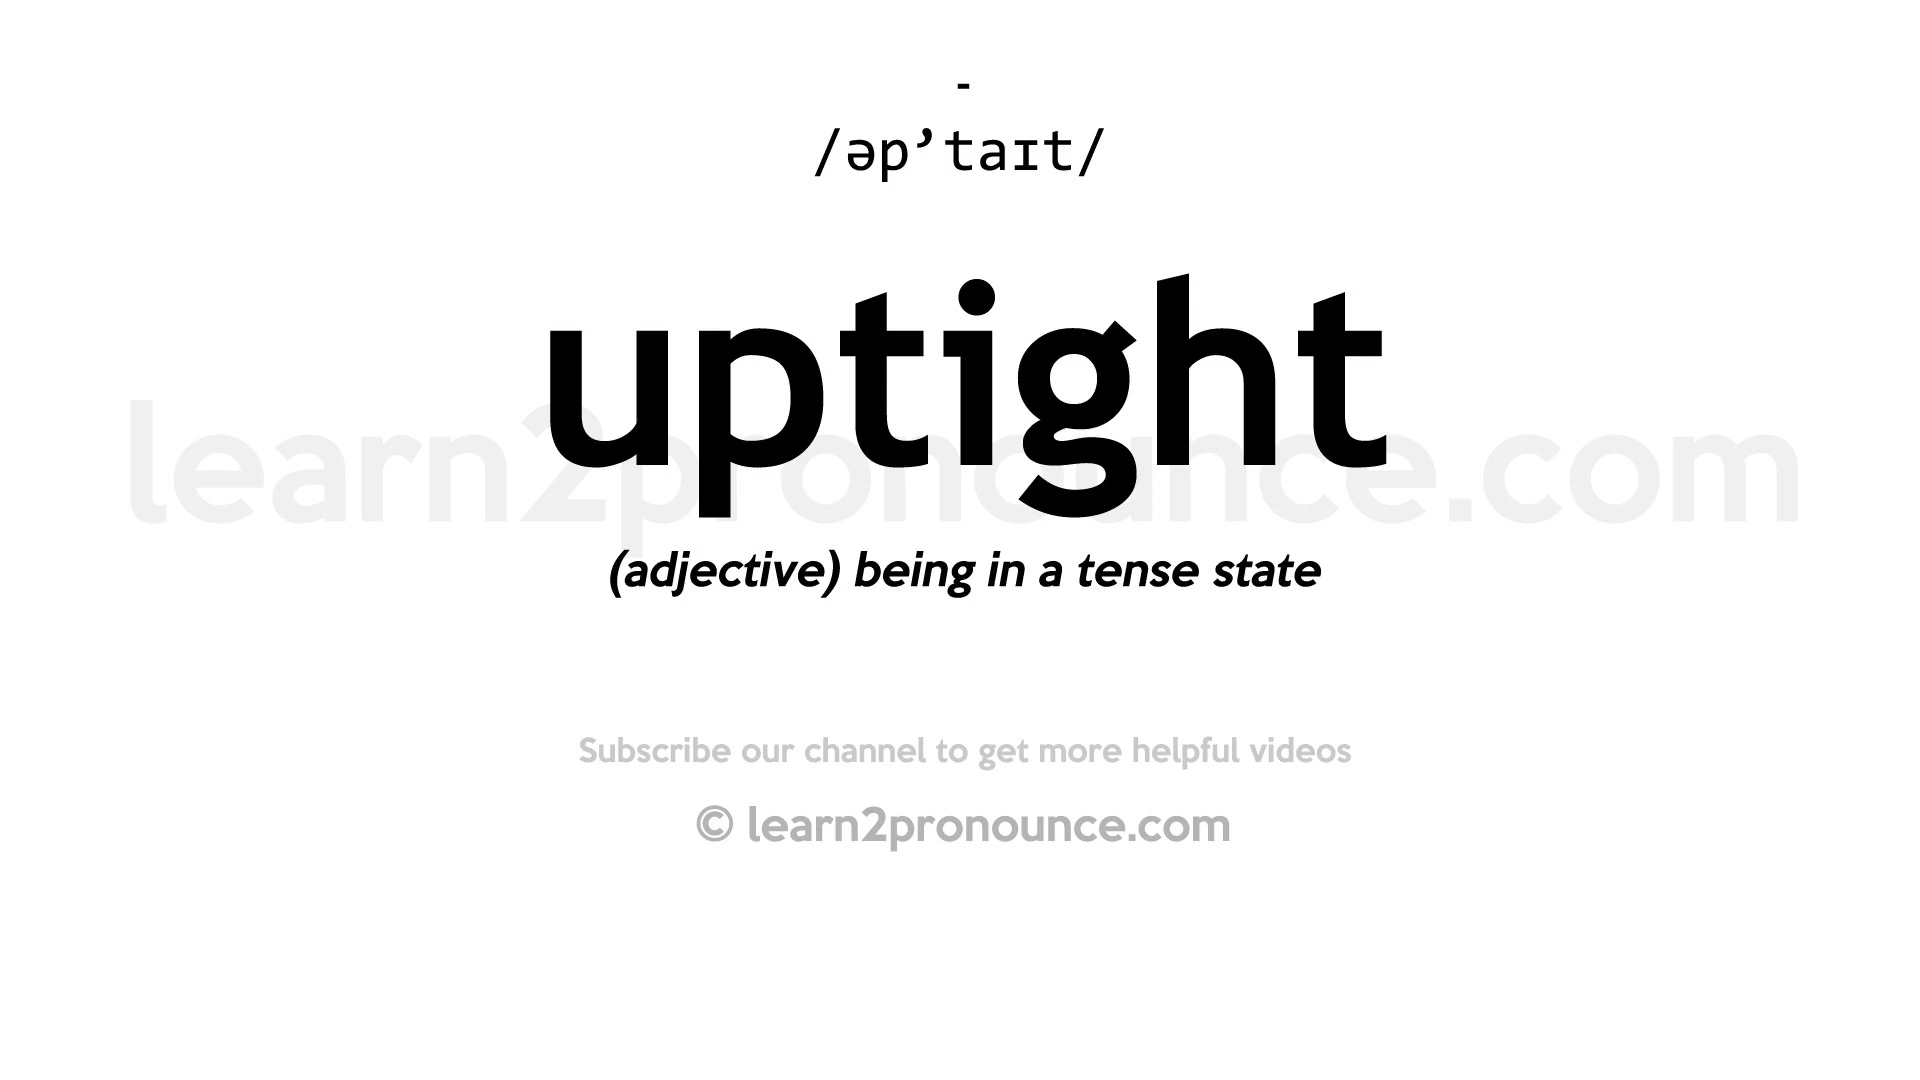 -
/əp’taɪt/
uptight
learn2pronounce.com
(adjective) being in a tense state
Subscribe our channel to get more helpful videos
© learn2pronounce.com